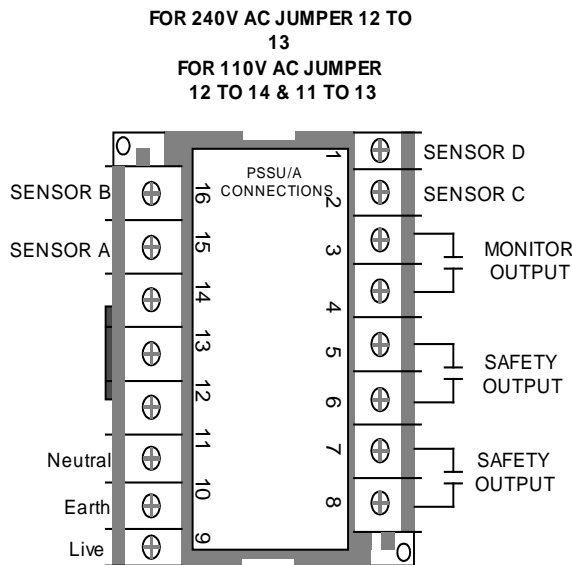 FOR 240V AC JUMPER 12 TO
13
FOR 110V AC JUMPER
12 TO 14 & 11 TO 13
PSSU/A
CONNECTIONS
SENSOR B
SENSOR A
Neutral
Earth
Live
16
15
14
13
12
11
10
9
1
2
3
4
5
6
7
8
SENSOR D
SENSOR C
MONITOR
OUTPUT
SAFETY
OUTPUT
SAFETY
OUTPUT